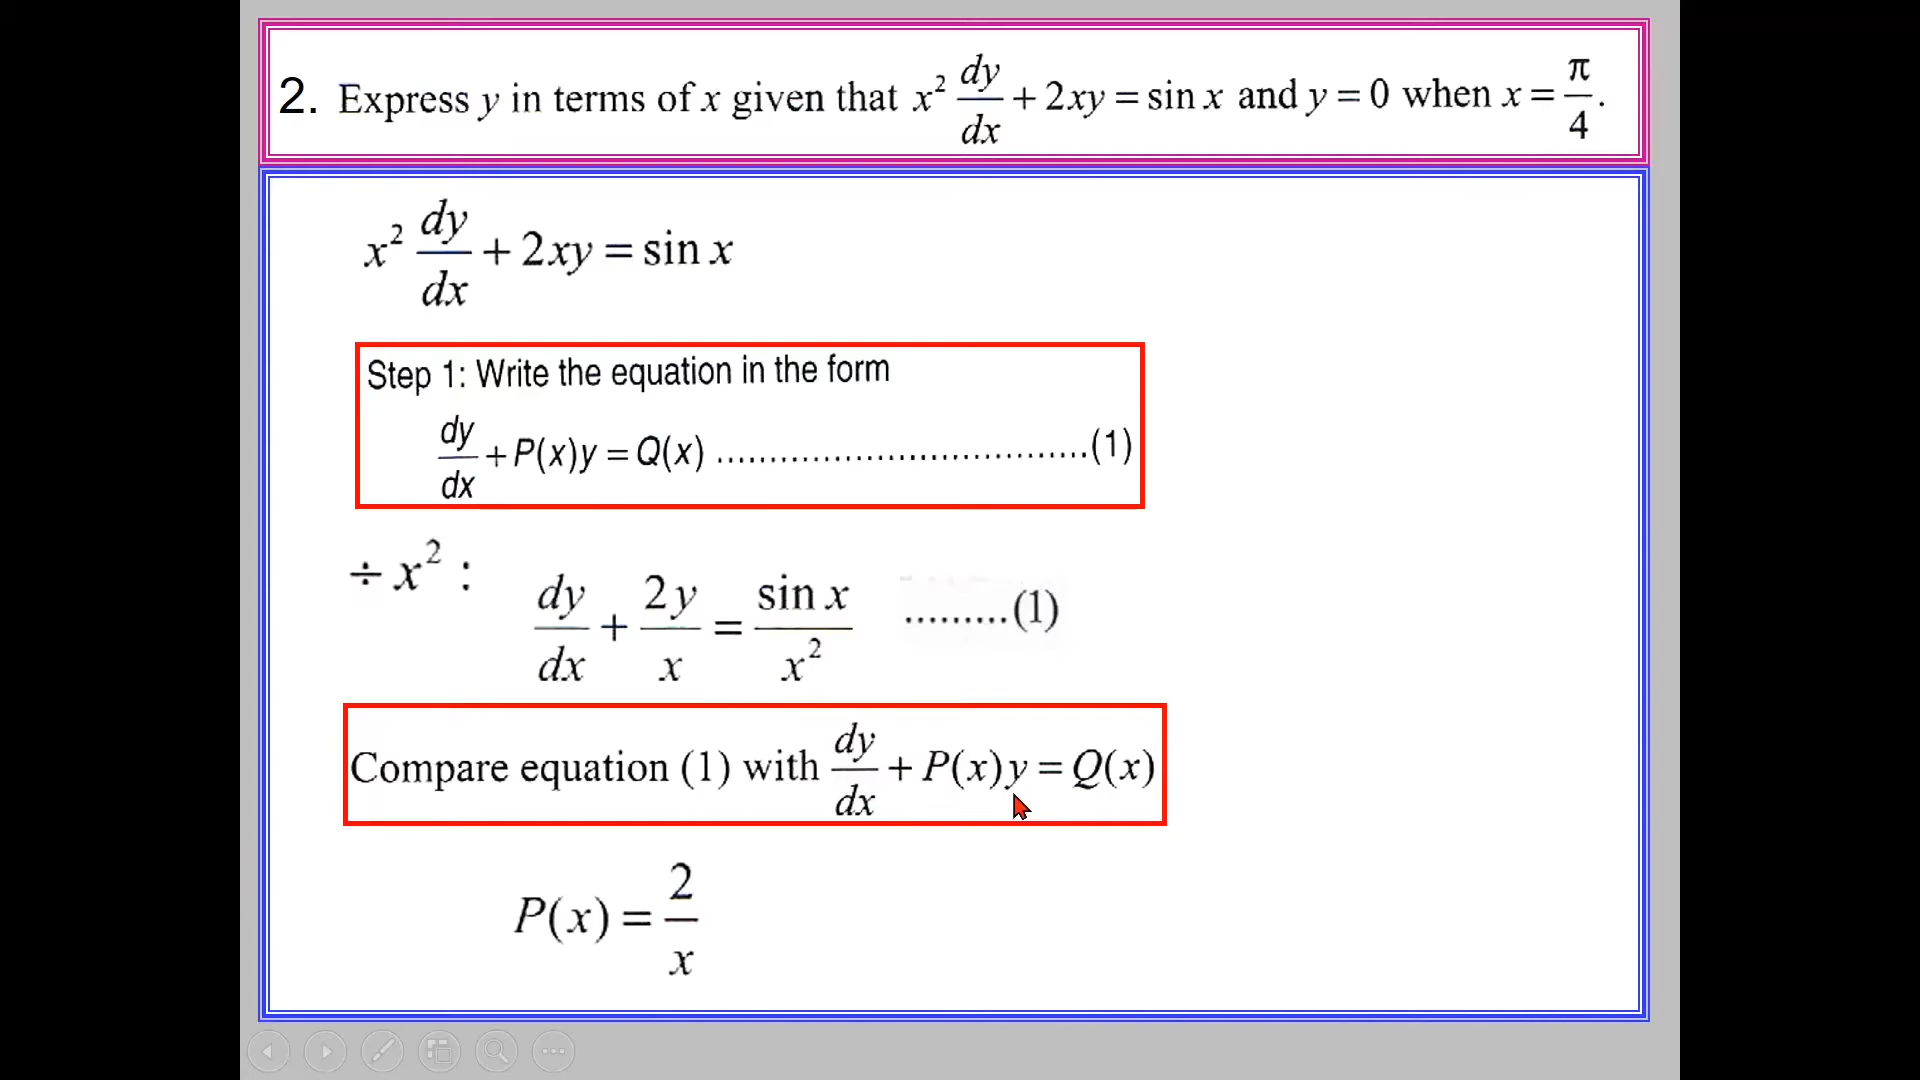 2. Express y in terms of x given that x² dy/dx + 2xy = sin x and y = 0 when x = π/4.
x² dy/dx + 2xy = sin x
Step 1: Write the equation in the form
dy/dx + P(x)y = Q(x) ...................................(1)
÷ x² :
dy/dx + 2y/x = sin x/x² .........(1)
Compare equation (1) with dy/dx + P(x)y = Q(x)
P(x) = 2/x